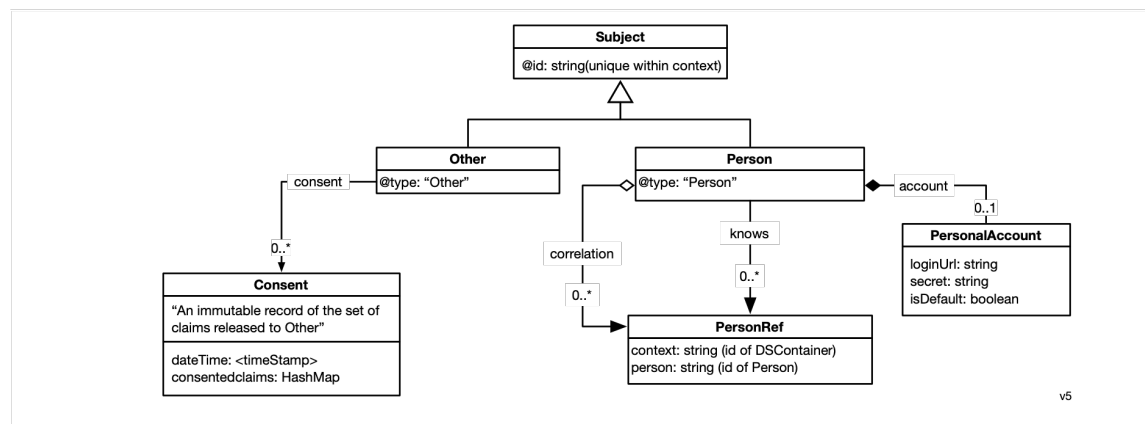 Subject
@id: string(unique within context)
Other
@type: “Other”
Person
@type: “Person”
consent
account
0..1
knows
correlation
PersonalAccount
loginUrl: string
secret: string
isDefault: boolean
0..*
Consent
“An immutable record of the set of
claims released to Other”
dateTime: <timeStamp>
consentedclaims: HashMap
0..*
0..*
PersonRef
context: string (id of DSContainer)
person: string (id of Person)
v5